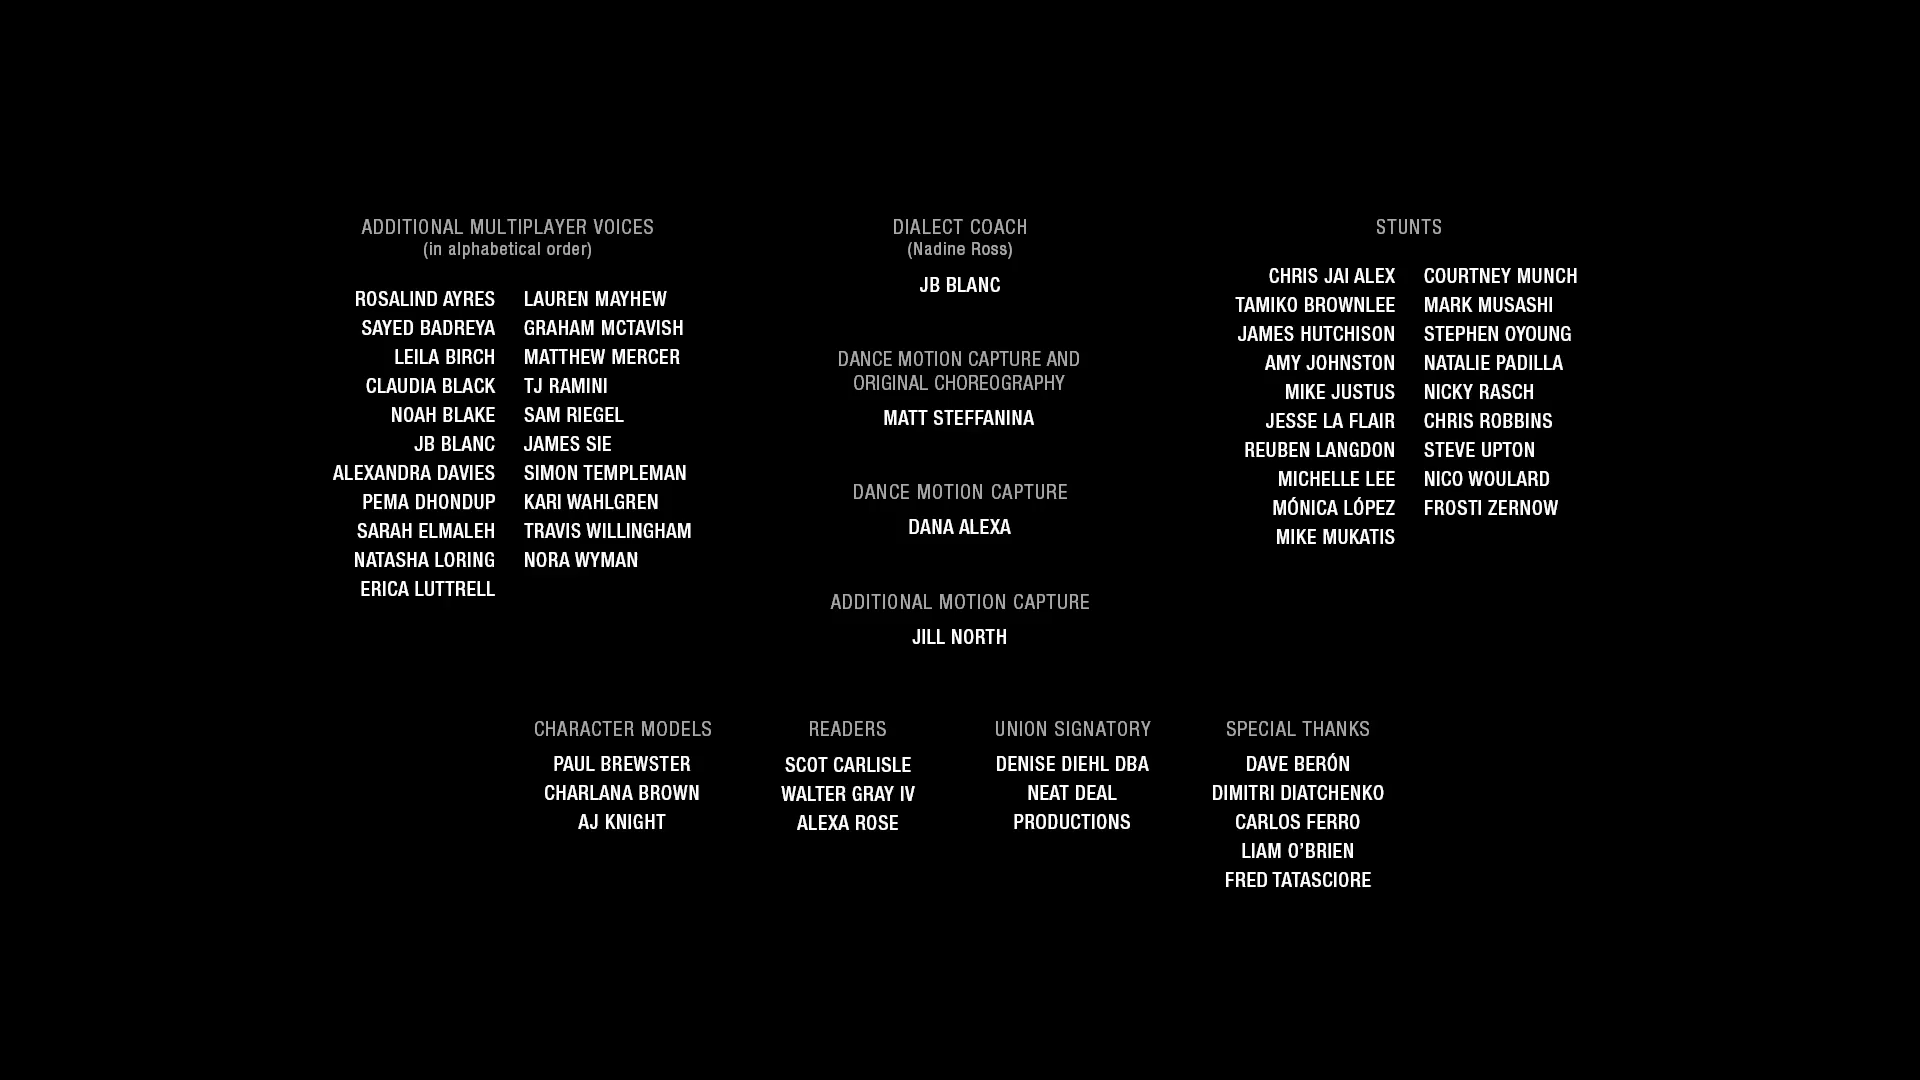 ADDITIONAL MULTIPLAYER VOICES
(in alphabetical order)
ROSALIND AYRES
SAYED BADREYA
LEILA BIRCH
CLAUDIA BLACK
NOAH BLAKE
JB BLANC
ALEXANDRA DAVIES
PEMA DHONDUP
SARAH ELMALEH
NATASHA LORING
ERICA LUTTRELL
LAUREN MAYHEW
GRAHAM MCTAVISH
MATTHEW MERCER
TJ RAMINI
SAM RIEGEL
JAMES SIE
SIMON TEMPLEMAN
KARI WAHLGREN
TRAVIS WILLINGHAM
NORA WYMAN
DIALECT COACH
(Nadine Ross)
JB BLANC
DANCE MOTION CAPTURE AND
ORIGINAL CHOREOGRAPHY
MATT STEFFANINA
DANCE MOTION CAPTURE
DANA ALEXA
ADDITIONAL MOTION CAPTURE
JILL NORTH
STUNTS
CHRIS JAI ALEX
TAMIKO BROWNLEE
JAMES HUTCHISON
AMY JOHNSTON
MIKE JUSTUS
JESSE LA FLAIR
REUBEN LANGDON
MICHELLE LEE
MÓNICA LÓPEZ
MIKE MUKATIS
COURTNEY MUNCH
MARK MUSASHI
STEPHEN OYOUNG
NATALIE PADILLA
NICKY RASCH
CHRIS ROBBINS
STEVE UPTON
NICO WOULARD
FROSTI ZERNOW
CHARACTER MODELS
PAUL BREWSTER
CHARLANA BROWN
AJ KNIGHT
READERS
SCOT CARLISLE
WALTER GRAY IV
ALEXA ROSE
UNION SIGNATORY
DENISE DIEHL DBA
NEAT DEAL
PRODUCTIONS
SPECIAL THANKS
DAVE BERÓN
DIMITRI DIATCHENKO
CARLOS FERRO
LIAM O'BRIEN
FRED TATASCIORE